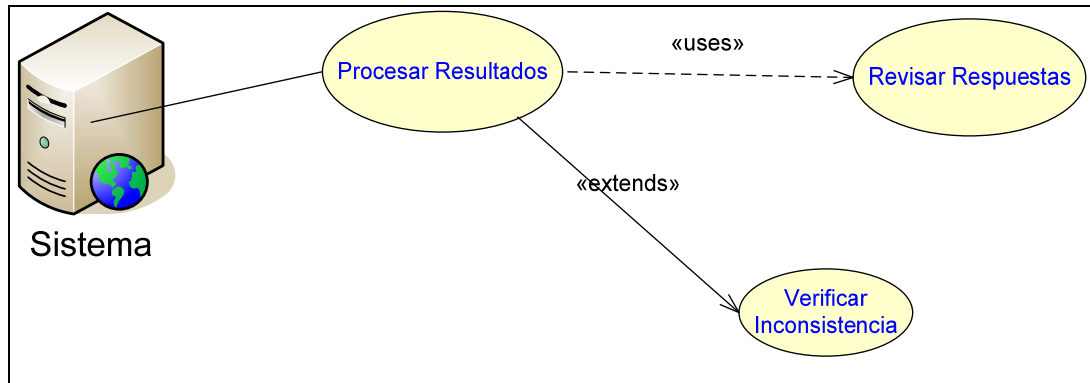 «uses»
Procesar Resultados
Revisar Respuestas
«extends»
Sistema
Verificar
Inconsistencia